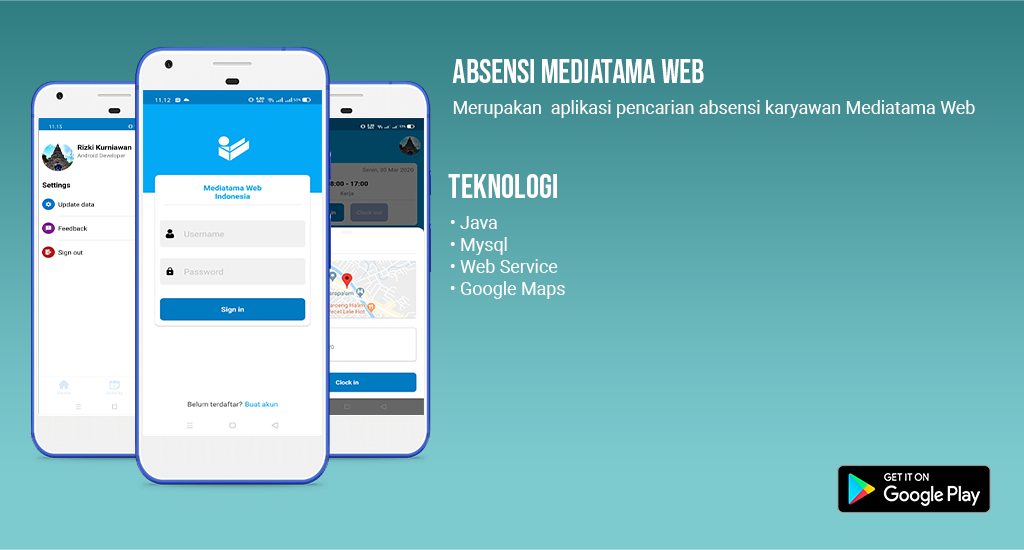 ABSENSI MEDIATAMA WEB
Merupakan aplikasi pencarian absensi karyawan Mediatama Web
TEKNOLOGI
• Java
• Mysql
• Web Service
• Google Maps
GET IT ON
Google Play
11.13
Rizki Kurniawan
Android Developer
Settings
Update data
Feedback
Sign out
11.12
Mediatama Web
Indonesia
Username
Password
Sign in
Belum terdaftar? Buat akun
Senin, 30 Mar 2020
8:00 - 17:00
Kerja
Clock out
Clock in